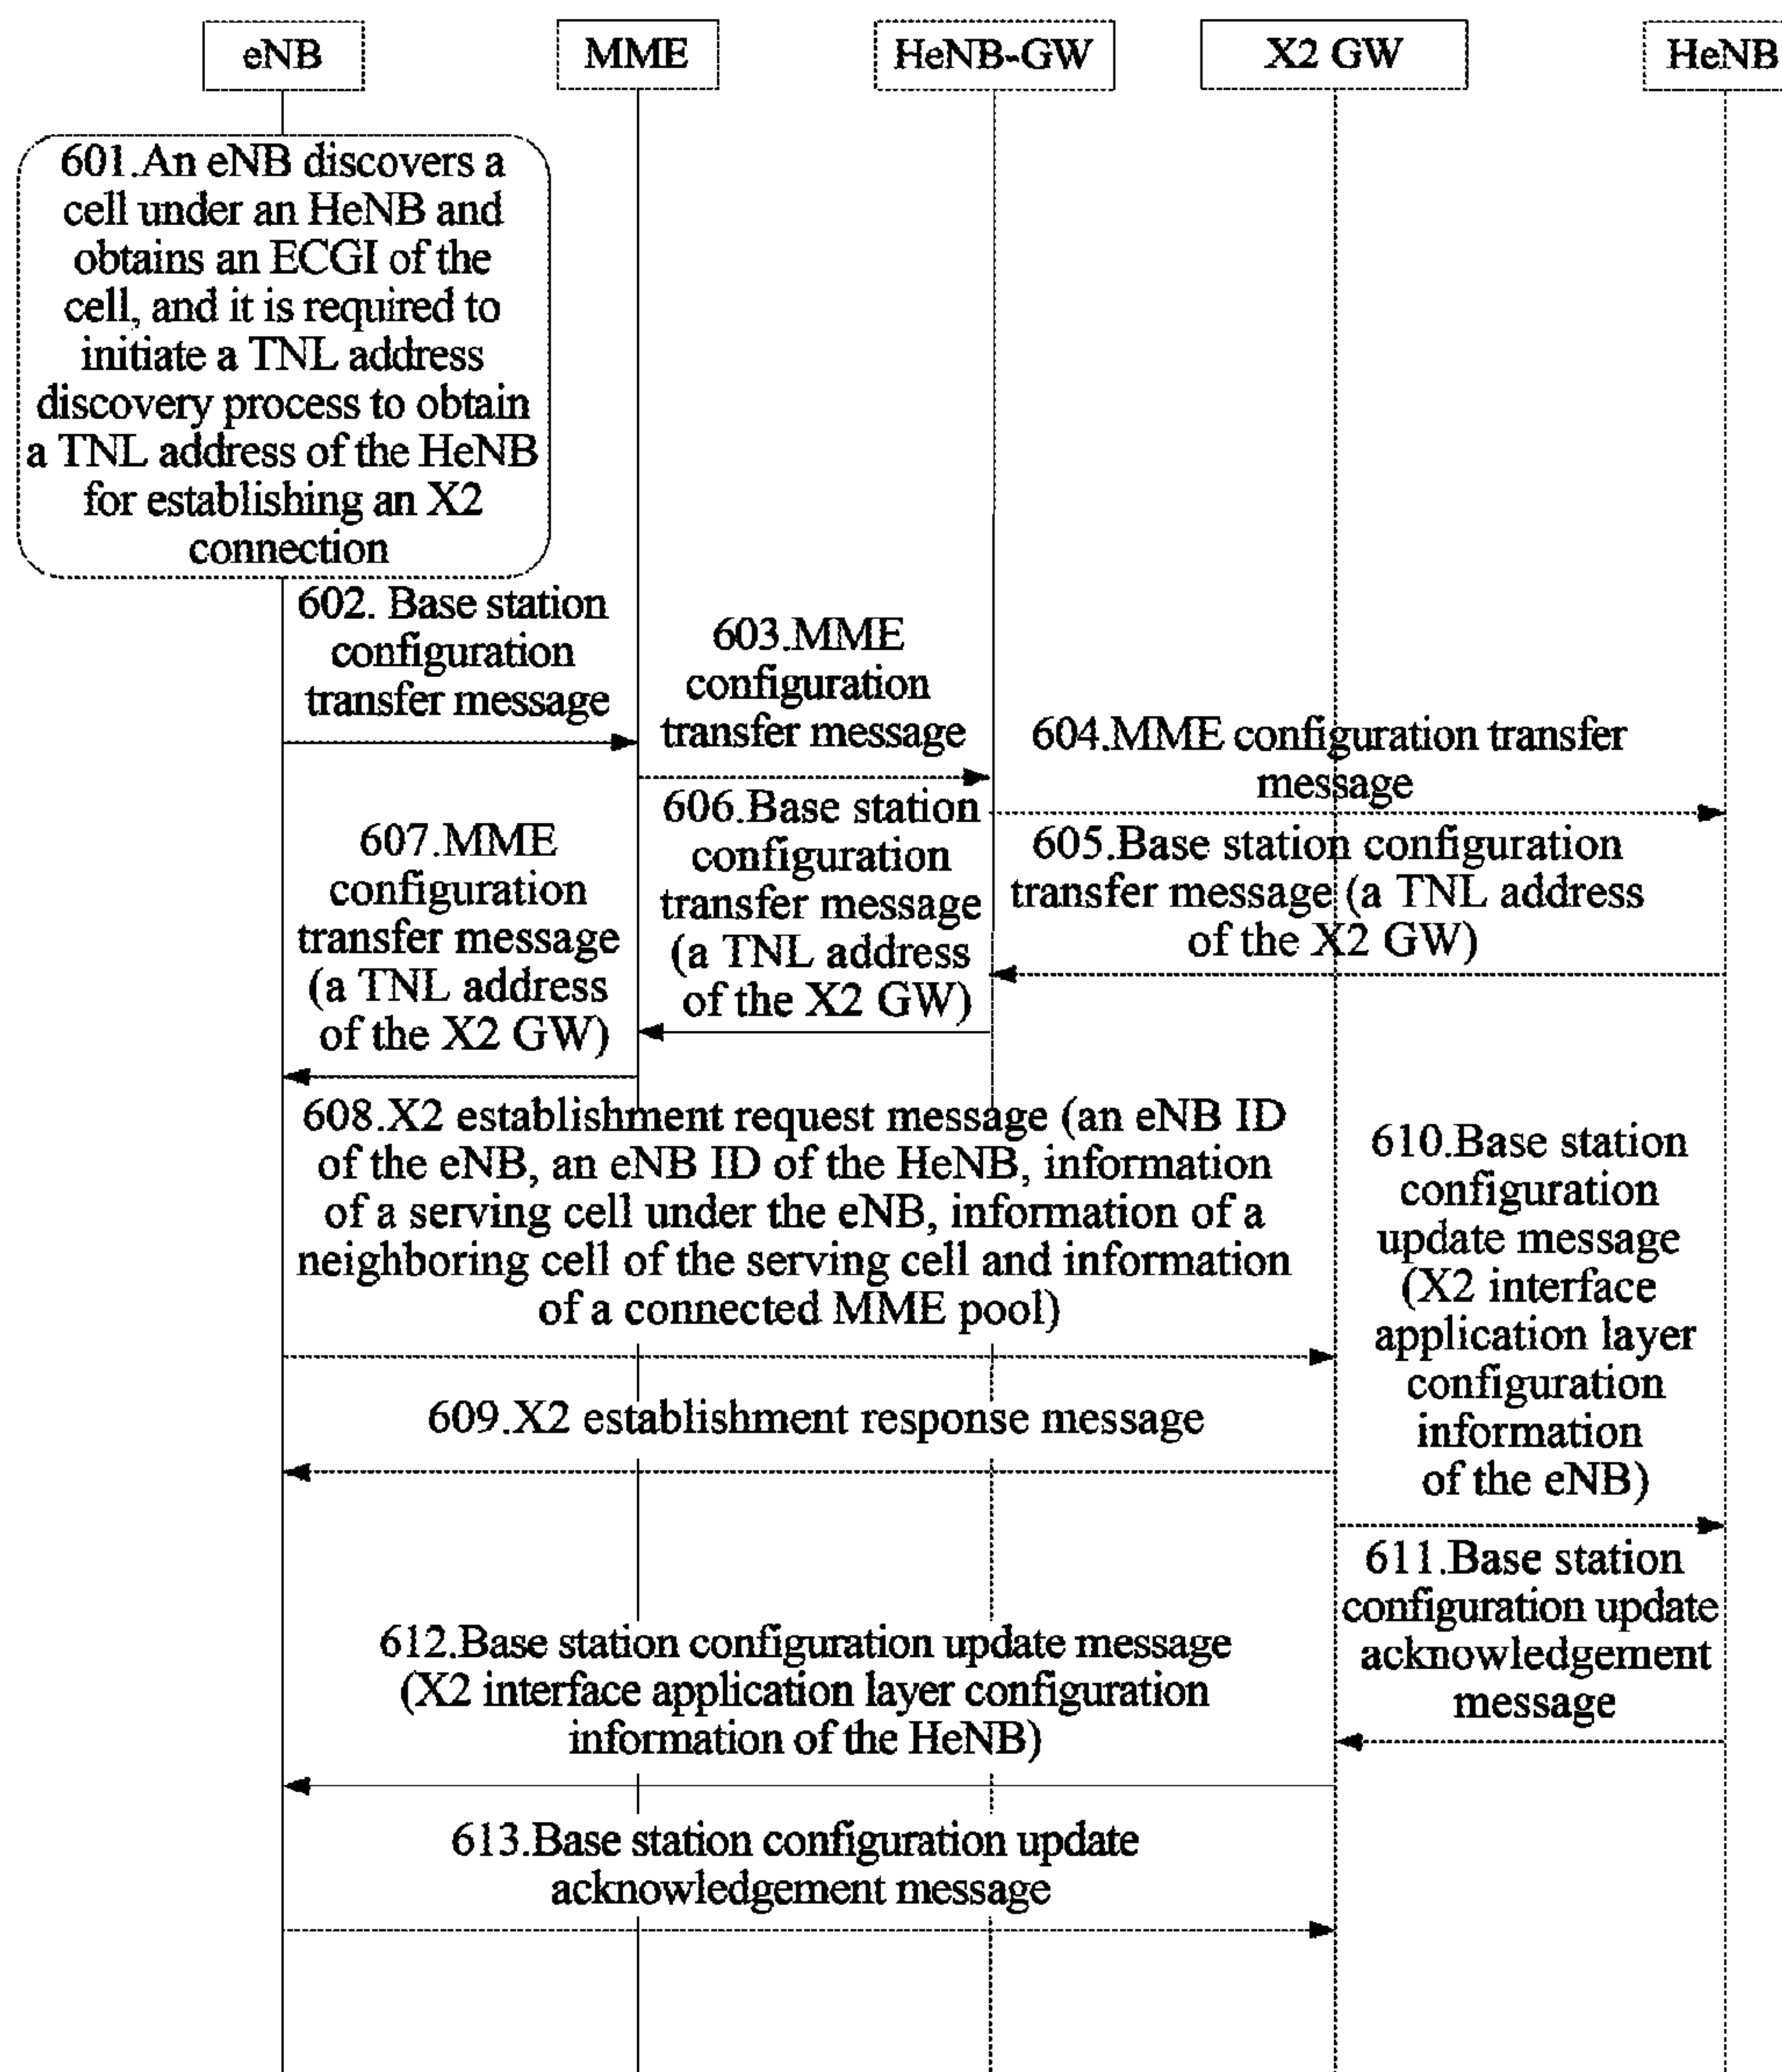 eNB
MME
HeNB-GW
X2 GW
HeNB
601.An eNB discovers a
cell under an HeNB and
obtains an ECGI of the
cell, and it is required to
initiate a TNL address
discovery process to obtain
a TNL address of the HeNB
for establishing an X2
connection
602. Base station
configuration
transfer message
603.MME
configuration
transfer message
604.MME configuration transfer
message
605.Base station configuration
transfer message (a TNL address
of the X2 GW)
606.Base station
configuration
transfer message
(a TNL address
of the X2 GW)
607.MME
configuration
transfer message
(a TNL address
of the X2 GW)
608.X2 establishment request message (an eNB ID
of the eNB, an eNB ID of the HeNB, information
of a serving cell under the eNB, information of a
neighboring cell of the serving cell and information
of a connected MME pool)
609.X2 establishment response message
610.Base station
configuration
update message
(X2 interface
application layer
configuration
information
of the eNB)
611.Base station
configuration update
acknowledgement
message
612.Base station configuration update message
(X2 interface application layer configuration
information of the HeNB)
613.Base station configuration update
acknowledgement message